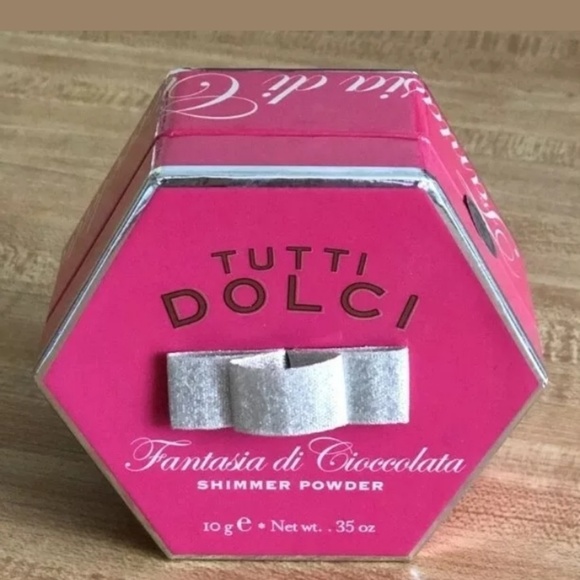 TUTTI
DOLCI
Fantasia di Cioccolata
SHIMMER POWDER
10 g e • Net wt. .35 oz